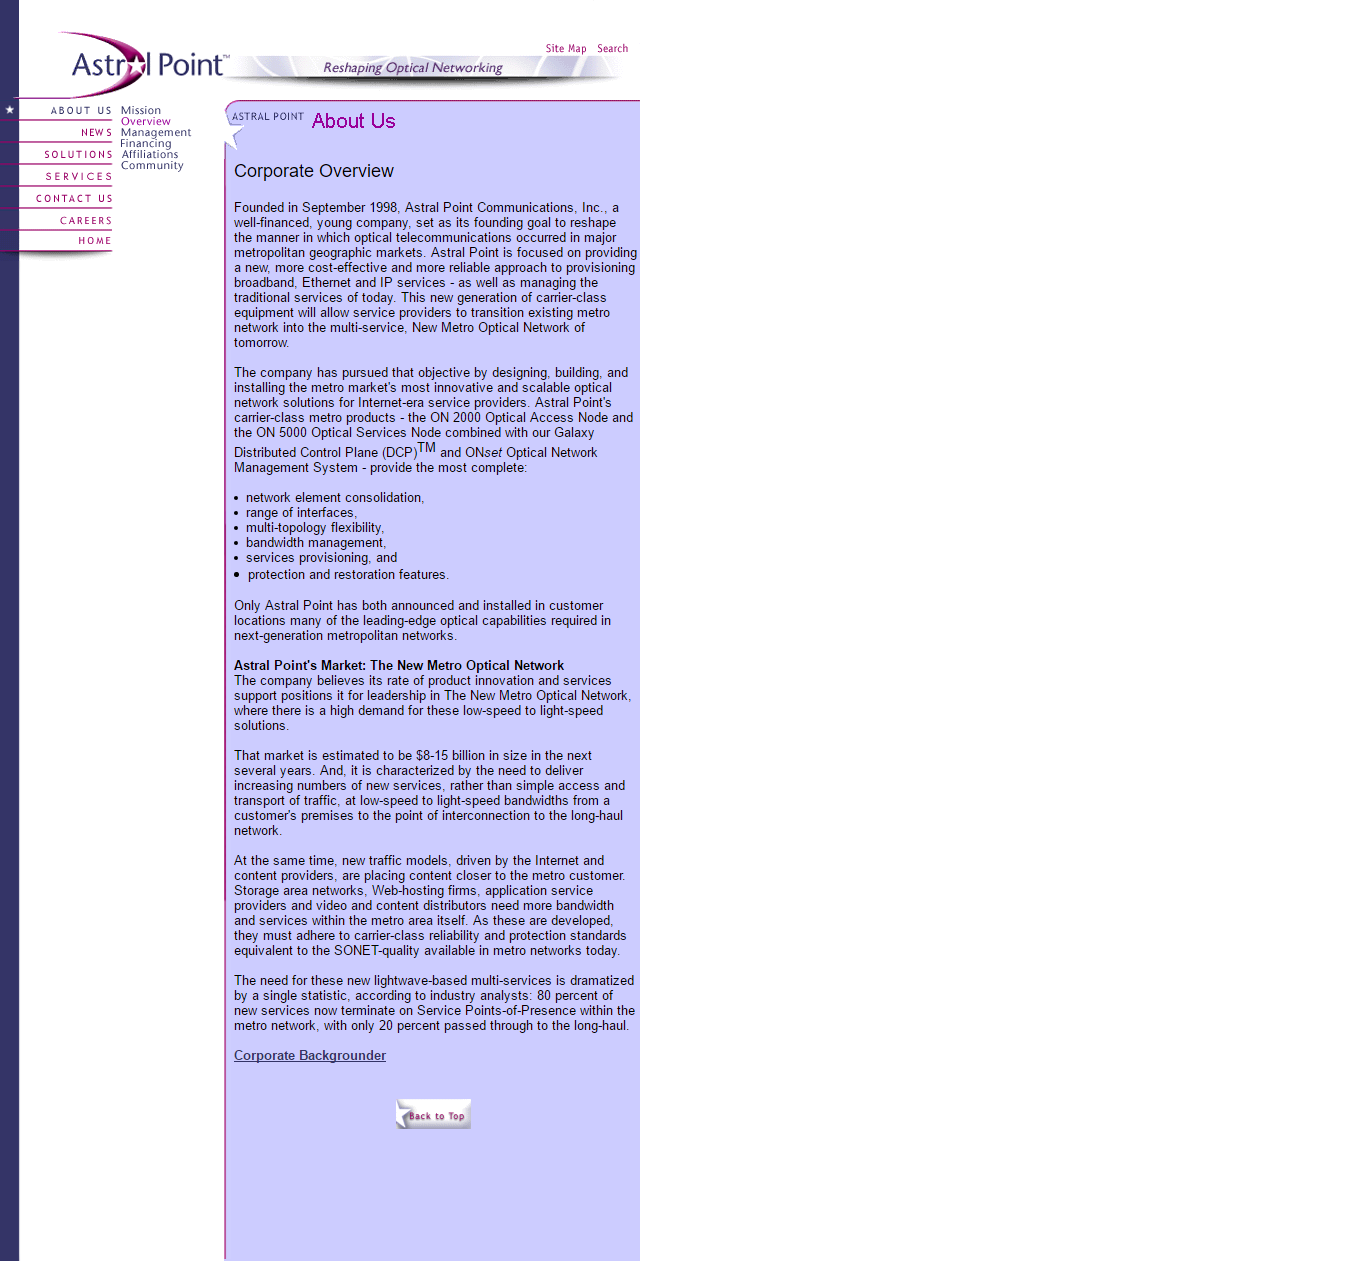 Astral Point™
Site Map Search
Reshaping Optical Networking
ABOUT US
NEWS
SOLUTIONS
SERVICES
CONTACT US
CAREERS
HOME
Mission
Overview
Management
Financing
Affiliations
Community
ASTRAL POINT About Us
Corporate Overview
Founded in September 1998, Astral Point Communications, Inc., a
well-financed, young company, set as its founding goal to reshape
the manner in which optical telecommunications occurred in major
metropolitan geographic markets. Astral Point is focused on providing
a new, more cost-effective and more reliable approach to provisioning
broadband, Ethernet and IP services - as well as managing the
traditional services of today. This new generation of carrier-class
equipment will allow service providers to transition existing metro
network into the multi-service, New Metro Optical Network of
tomorrow.
The company has pursued that objective by designing, building, and
installing the metro market's most innovative and scalable optical
network solutions for Internet-era service providers. Astral Point's
carrier-class metro products - the ON 2000 Optical Access Node and
the ON 5000 Optical Services Node combined with our Galaxy
Distributed Control Plane (DCP)TM and ONset Optical Network
Management System - provide the most complete:
• network element consolidation,
• range of interfaces,
• multi-topology flexibility,
• bandwidth management,
• services provisioning, and
• protection and restoration features.
Only Astral Point has both announced and installed in customer
locations many of the leading-edge optical capabilities required in
next-generation metropolitan networks.
Astral Point's Market: The New Metro Optical Network
The company believes its rate of product innovation and services
support positions it for leadership in The New Metro Optical Network,
where there is a high demand for these low-speed to light-speed
solutions.
That market is estimated to be $8-15 billion in size in the next
several years. And, it is characterized by the need to deliver
increasing numbers of new services, rather than simple access and
transport of traffic, at low-speed to light-speed bandwidths from a
customer's premises to the point of interconnection to the long-haul
network.
At the same time, new traffic models, driven by the Internet and
content providers, are placing content closer to the metro customer.
Storage area networks, Web-hosting firms, application service
providers and video and content distributors need more bandwidth
and services within the metro area itself. As these are developed,
they must adhere to carrier-class reliability and protection standards
equivalent to the SONET-quality available in metro networks today.
The need for these new lightwave-based multi-services is dramatized
by a single statistic, according to industry analysts: 80 percent of
new services now terminate on Service Points-of-Presence within the
metro network, with only 20 percent passed through to the long-haul.
Corporate Backgrounder
Back to Top